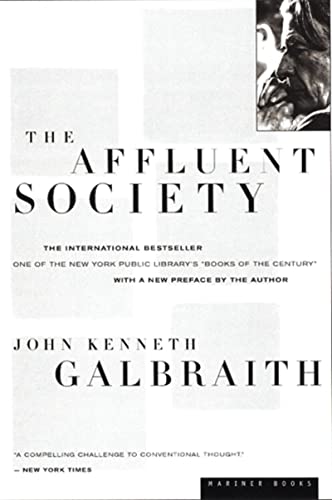 THE
AFFLUENT
SOCIETY
THE INTERNATIONAL BESTSELLER
ONE OF THE NEW YORK PUBLIC LIBRARY'S "BOOKS OF THE CENTURY"
WITH A NEW PREFACE BY THE AUTHOR
JOHN KENNETH
GALBRAITH
"A COMPELLING CHALLENGE TO CONVENTIONAL THOUGHT."
— NEW YORK TIMES
MARINER BOOKS